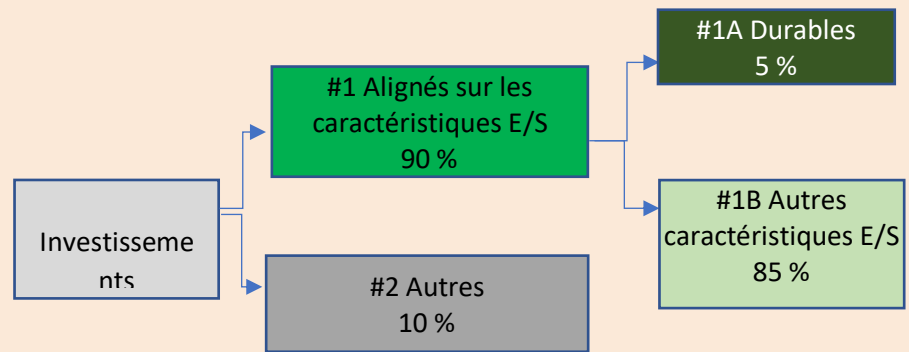 #1A Durables
5 %
#1 Alignés sur les
caractéristiques E/S
90 %
#1B Autres
caractéristiques E/S
85 %
Investisseme
nts
#2 Autres
10 %